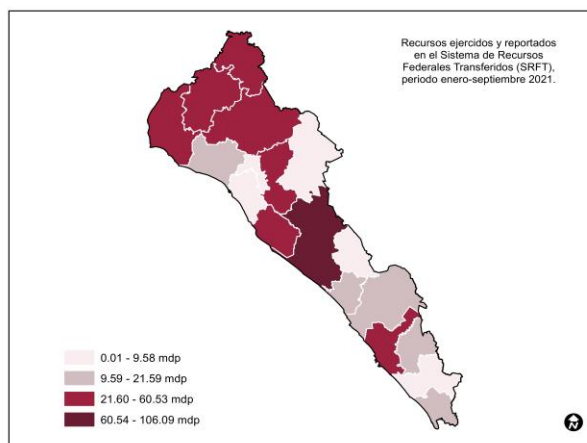 Recursos ejercidos y reportados
en el Sistema de Recursos
Federales Transferidos (SRFT),
periodo enero-septiembre 2021.
0.01 - 9.58 mdp
9.59 - 21.59 mdp
21.60 - 60.53 mdp
60.54 - 106.09 mdp